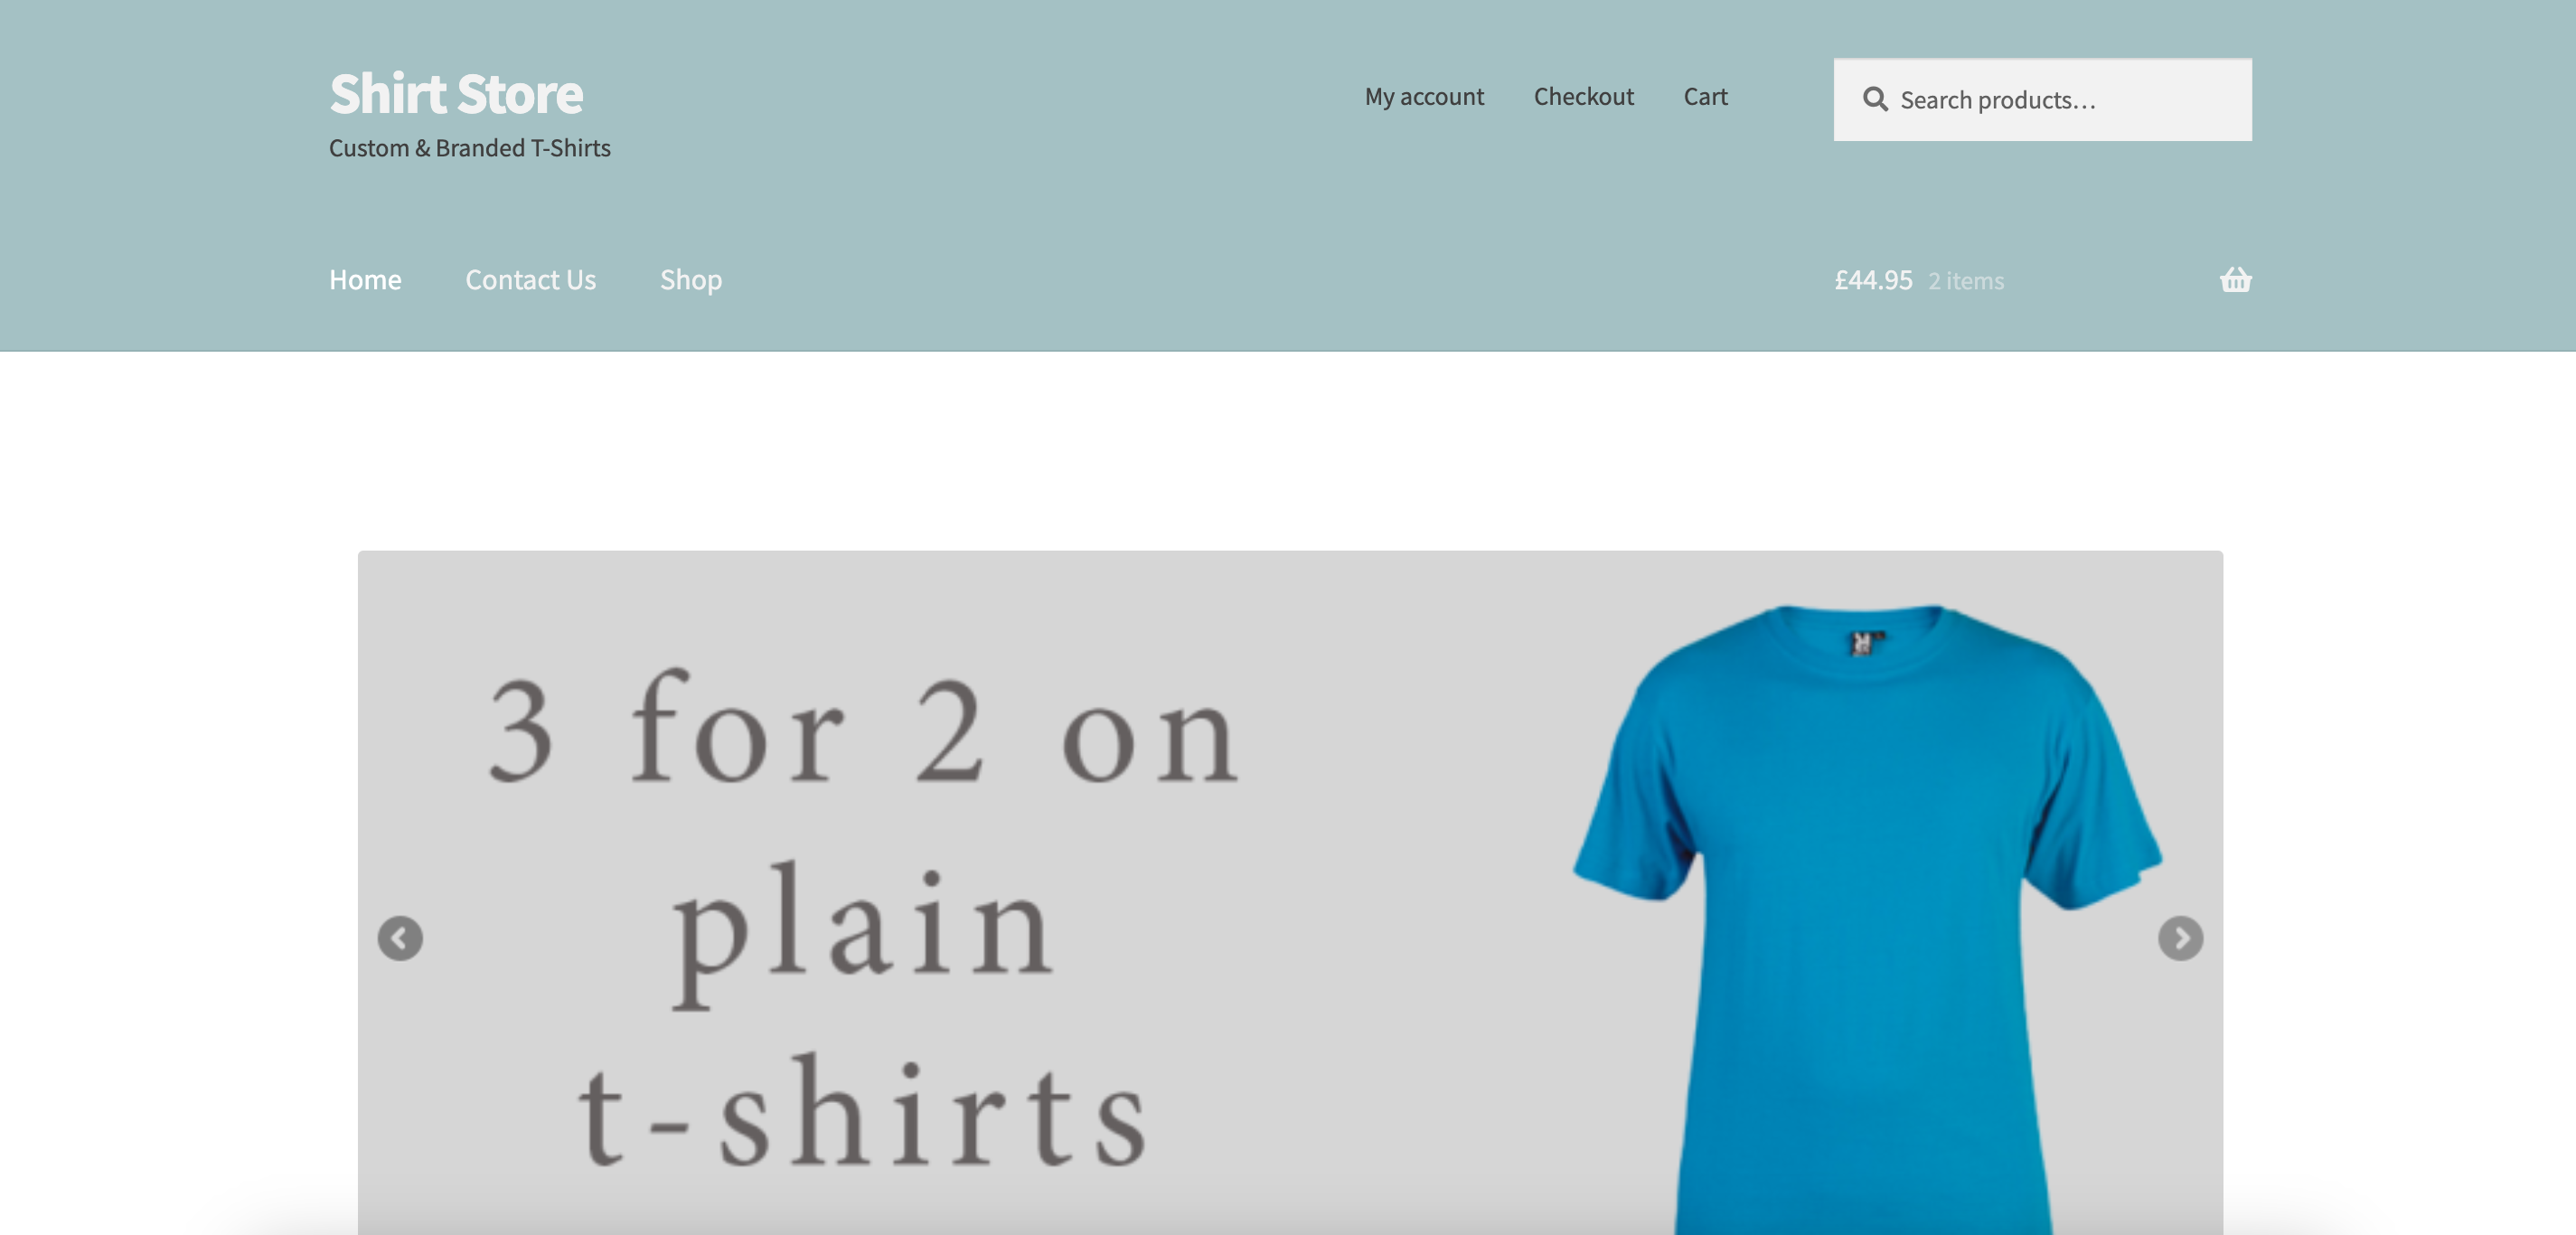 Shirt Store
Custom & Branded T-Shirts
My account
Checkout
Cart
Search products…
Home
Contact Us
Shop
£44.95 2 items
3 for 2 on
plain
t-shirts